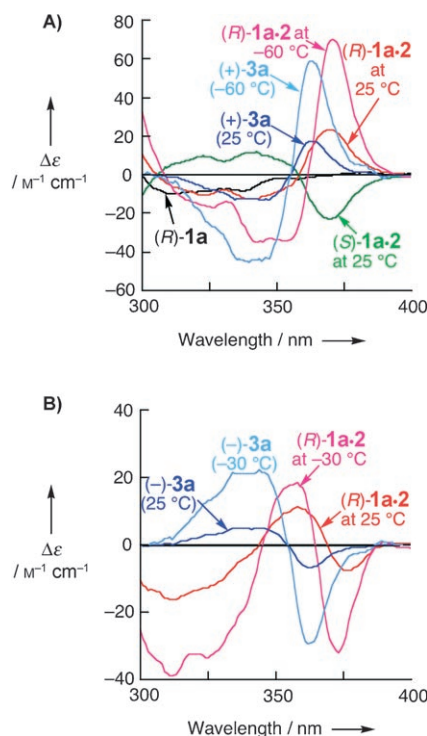 A)
80
60
40
20
0
−20
−40
−60
Δε
/ M⁻¹ cm⁻¹
(R)-1a•2 at
−60 °C
(+)-3a
(−60 °C)
(R)-1a•2
at
25 °C
(+)-3a
(25 °C)
(R)-1a
(S)-1a•2
at 25 °C
300
350
400
Wavelength / nm
B)
40
20
0
−20
−40
Δε
/ M⁻¹ cm⁻¹
(−)-3a
(−30 °C)
(R)-1a•2
at −30 °C
(−)-3a
(25 °C)
(R)-1a•2
at 25 °C
300
350
400
Wavelength / nm